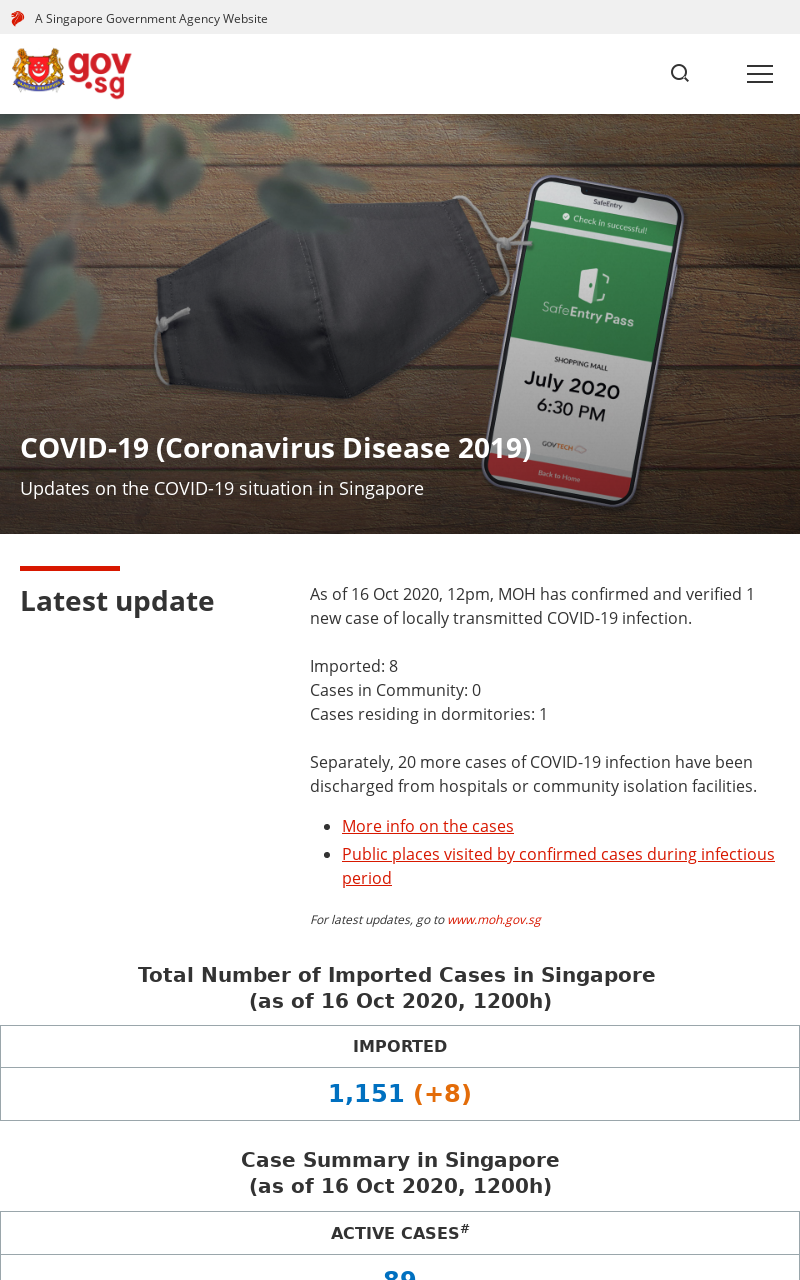 A Singapore Government Agency Website
gov
.sg
SafeEntry
Check in successful!
SafeEntry Pass
SHOPPING MALL
July 2020
6:30 PM
GOVTECH
Back to Home
COVID-19 (Coronavirus Disease 2019)
Updates on the COVID-19 situation in Singapore
Latest update
As of 16 Oct 2020, 12pm, MOH has confirmed and verified 1
new case of locally transmitted COVID-19 infection.
Imported: 8
Cases in Community: 0
Cases residing in dormitories: 1
Separately, 20 more cases of COVID-19 infection have been
discharged from hospitals or community isolation facilities.
More info on the cases
Public places visited by confirmed cases during infectious
period
For latest updates, go to www.moh.gov.sg
Total Number of Imported Cases in Singapore
(as of 16 Oct 2020, 1200h)
IMPORTED
1,151 (+8)
Case Summary in Singapore
(as of 16 Oct 2020, 1200h)
ACTIVE CASES#
89